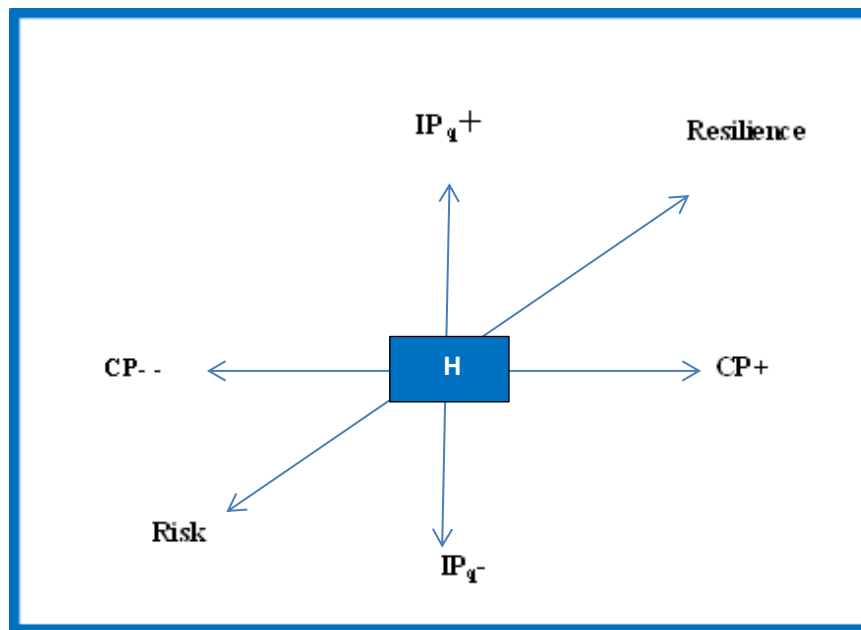 IPq+
Resilience
CP- -
H
CP+
Risk
IPq-